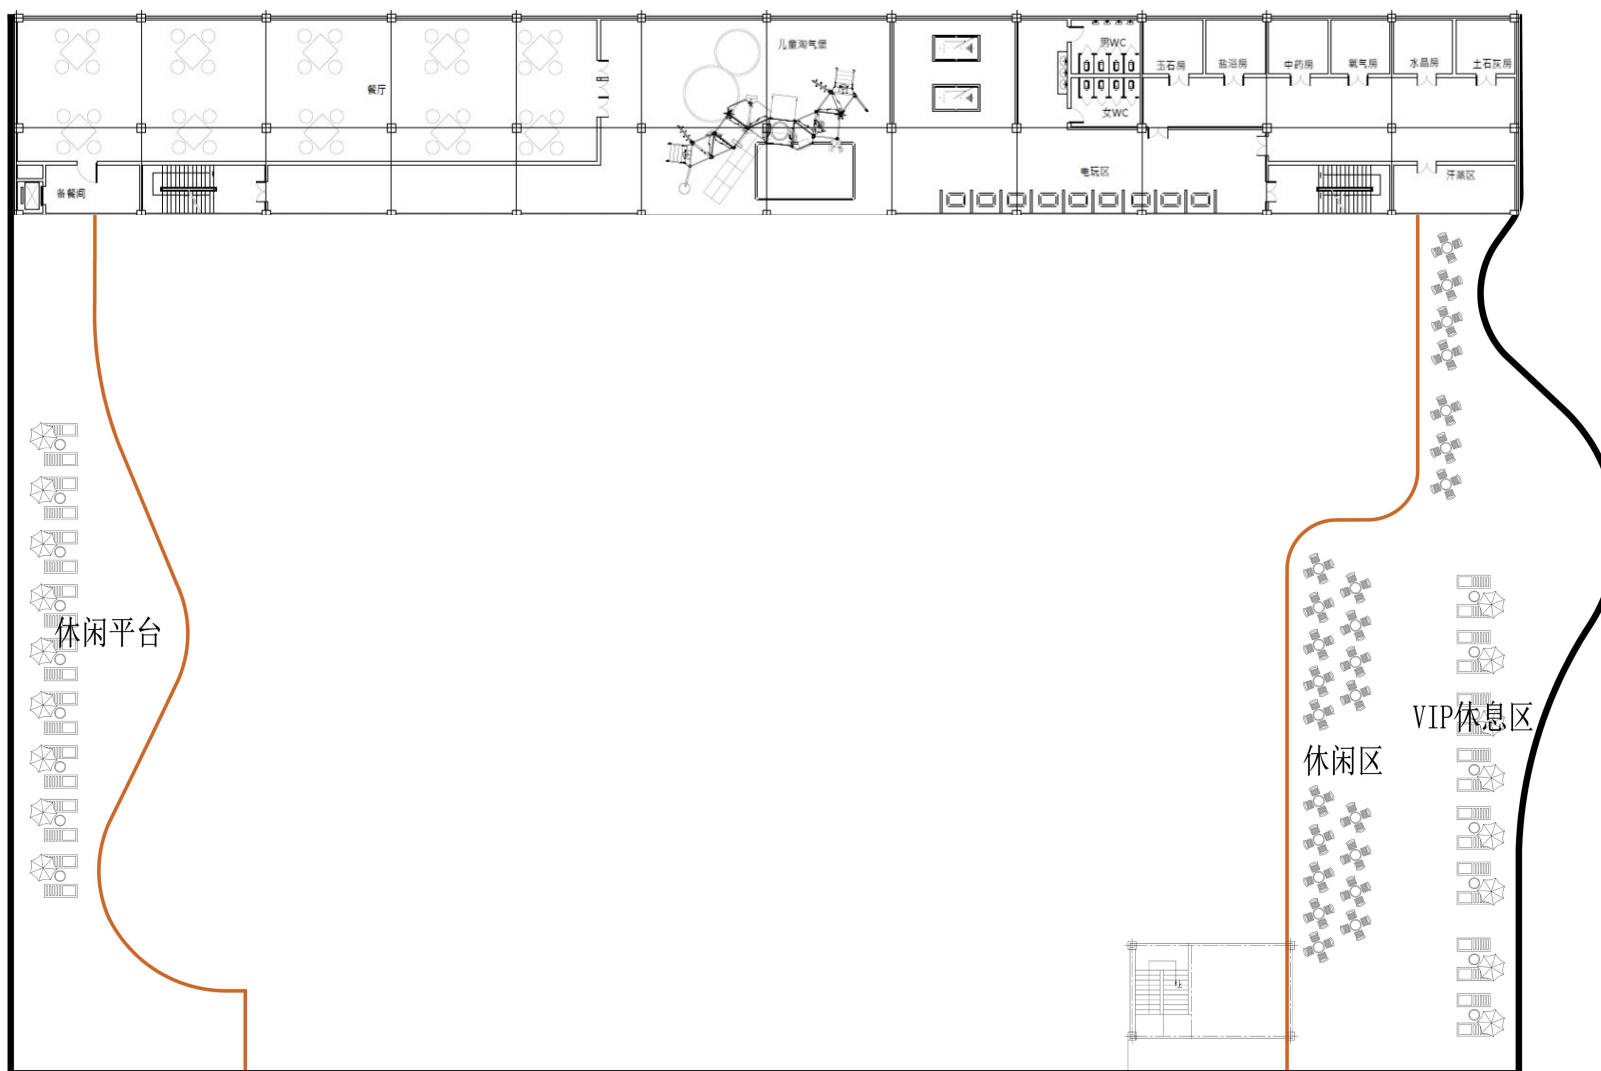 儿童淘气堡
男WC
餐厅
玉石房
盐浴房
中药房
氧气房
水晶房
土石灰房
女WC
电玩区
汗蒸区
备餐间
休闲平台
VIP休息区
休闲区
上